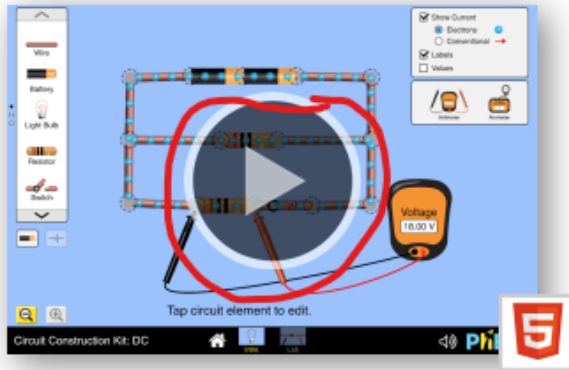 Show Current
Electrons
Conventional
Labels
Values
Wire
Battery
Light Bulb
Resistor
Switch
Voltmeter
Ammeter
Voltage
18.00 V
Tap circuit element to edit.
Circuit Construction Kit: DC
Intro
Lab
PhE
5